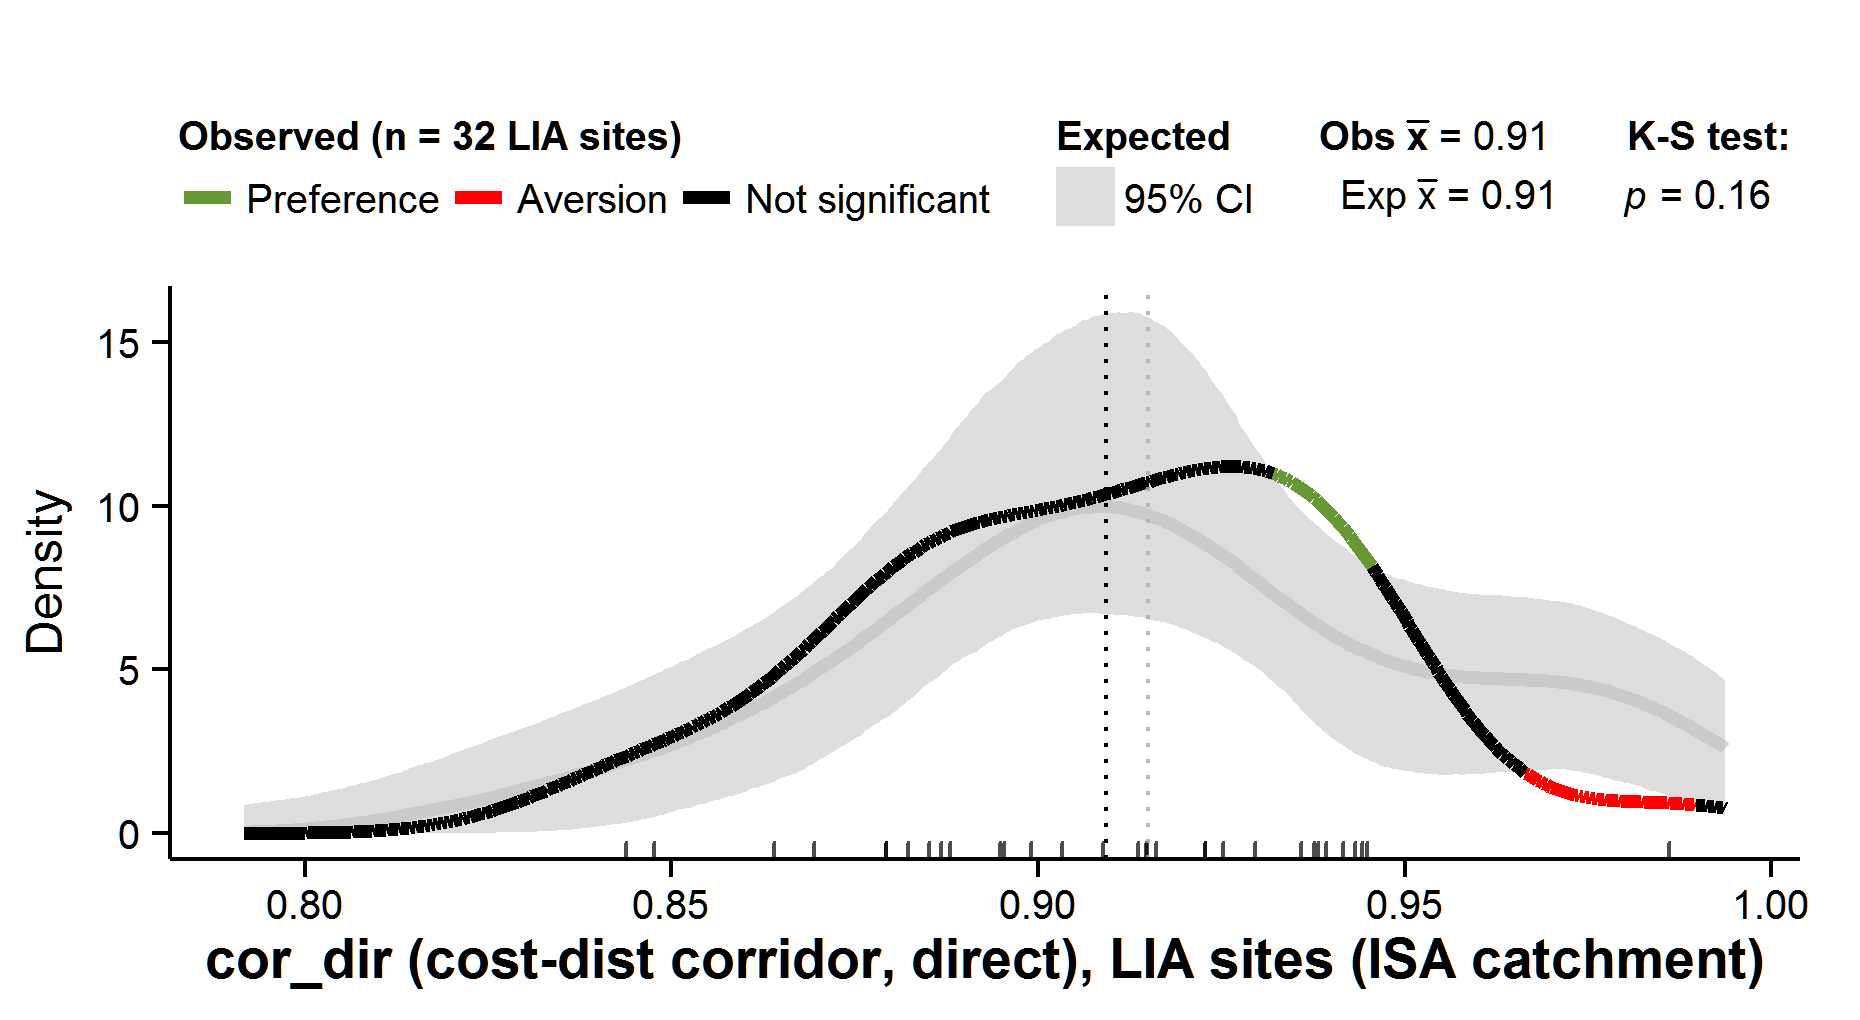 Observed (n = 32 LIA sites) Expected Obs x̅ = 0.91 K-S test:
Preference Aversion Not significant 95% CI Exp x̅ = 0.91 p = 0.16
15
10
5
0
Density
0.80 0.85 0.90 0.95 1.00
cor_dir (cost-dist corridor, direct), LIA sites (ISA catchment)